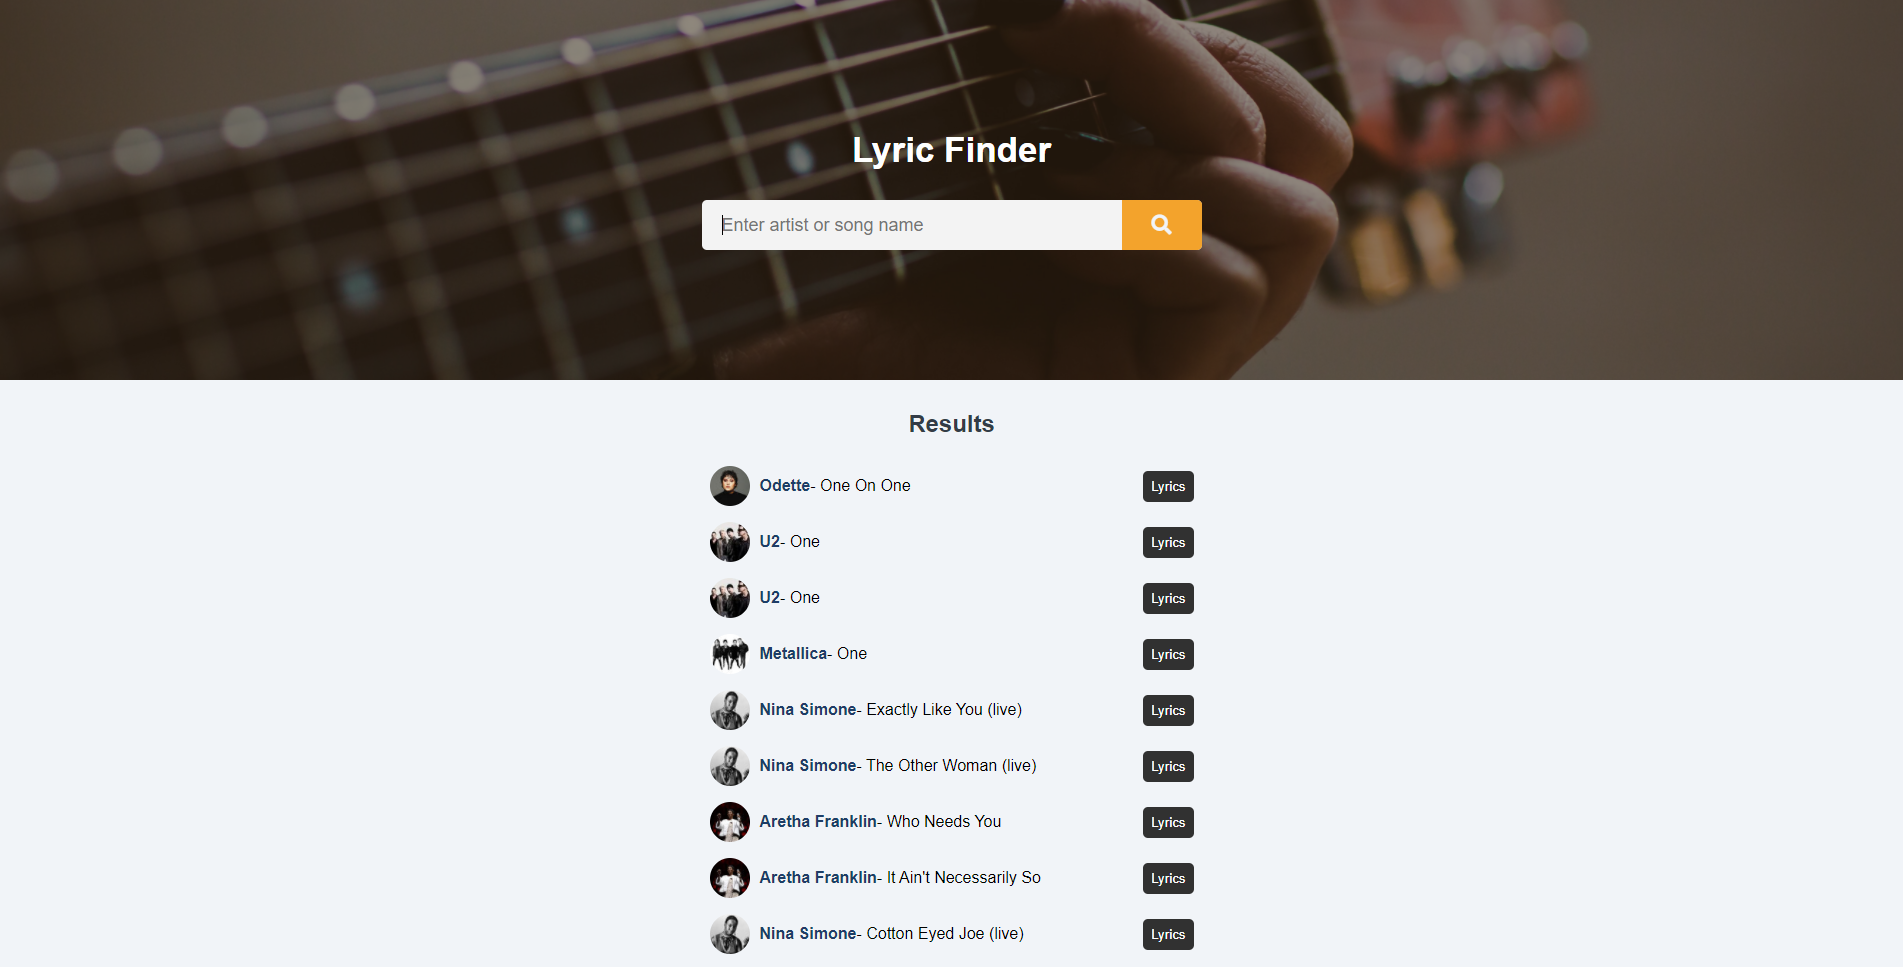 Lyric Finder
Enter artist or song name
Results
Odette- One On One Lyrics
U2- One Lyrics
U2- One Lyrics
Metallica- One Lyrics
Nina Simone- Exactly Like You (live) Lyrics
Nina Simone- The Other Woman (live) Lyrics
Aretha Franklin- Who Needs You Lyrics
Aretha Franklin- It Ain't Necessarily So Lyrics
Nina Simone- Cotton Eyed Joe (live) Lyrics